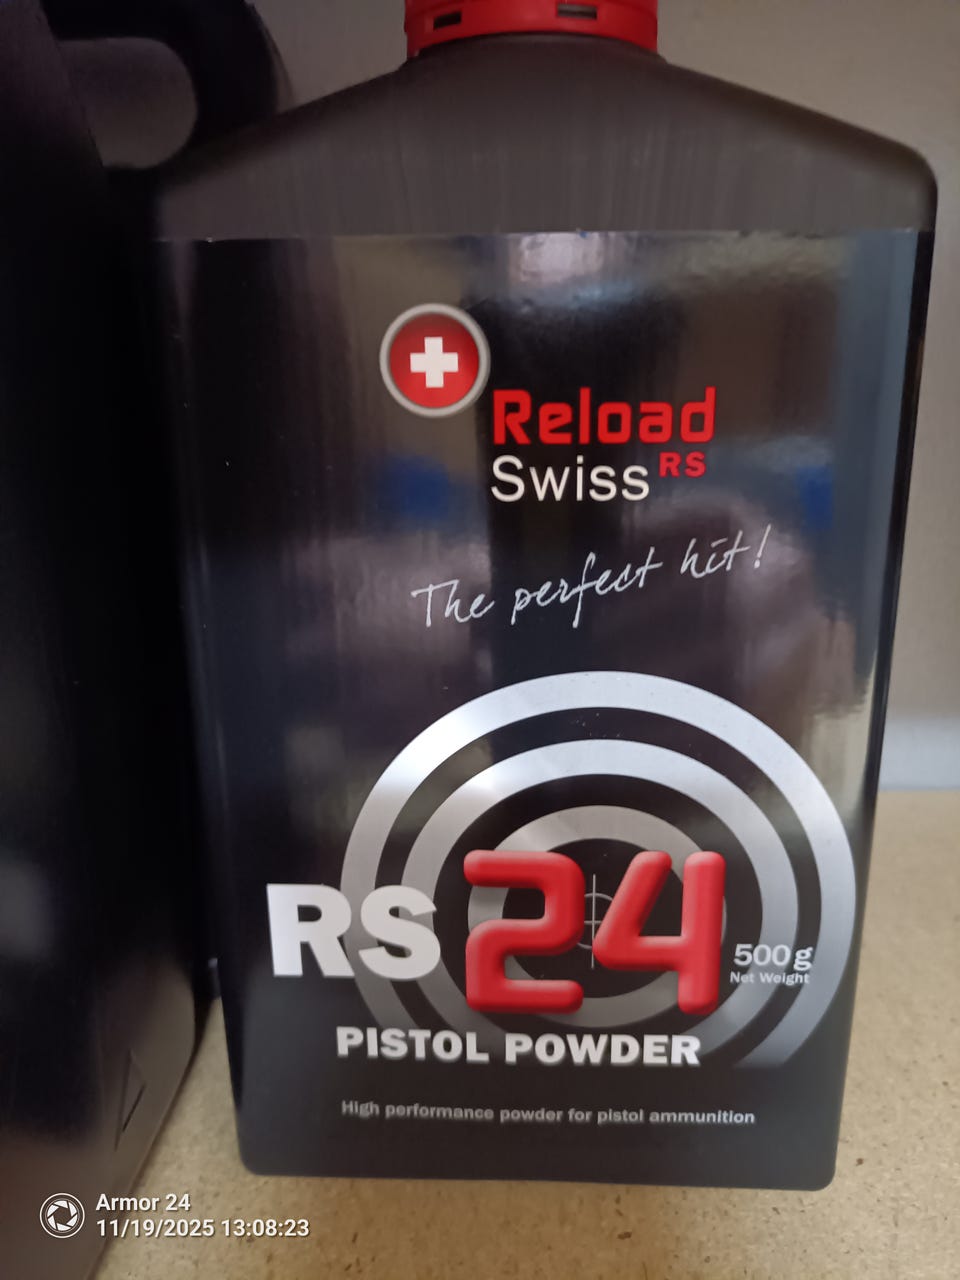 Reload
Swiss RS
The perfect hit!
RS 24
500g
Net Weight
PISTOL POWDER
High performance powder for pistol ammunition
Armor 24
11/19/2025 13:08:23